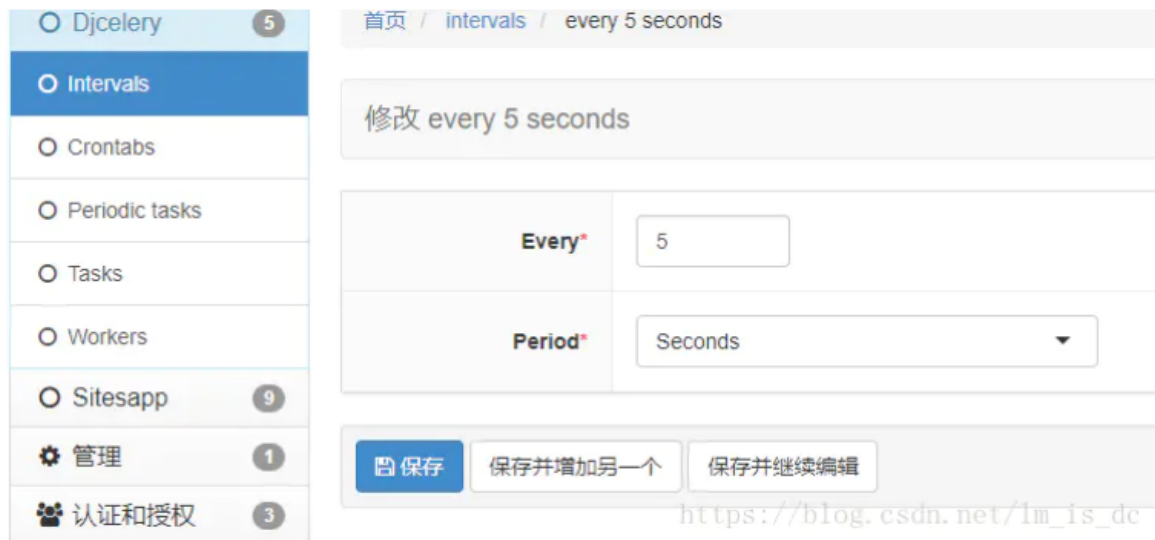 Djcelery 5
Intervals
Crontabs
Periodic tasks
Tasks
Workers
Sitesapp 9
管理 1
认证和授权 3
首页 / intervals / every 5 seconds
修改 every 5 seconds
Every* 5
Period* Seconds
保存 保存并增加另一个 保存并继续编辑
https://blog.csdn.net/lm_is_dc